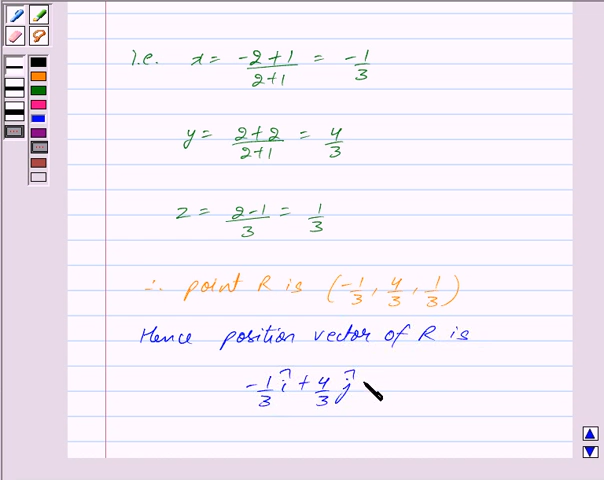 i.e. x = -2+1/2+1 = -1/3
y = 2+2/2+1 = 4/3
z = 2-1/3 = 1/3
∴ point R is (-1/3, 4/3, 1/3)
Hence position vector of R is
-1/3 î + 4/3 ĵ